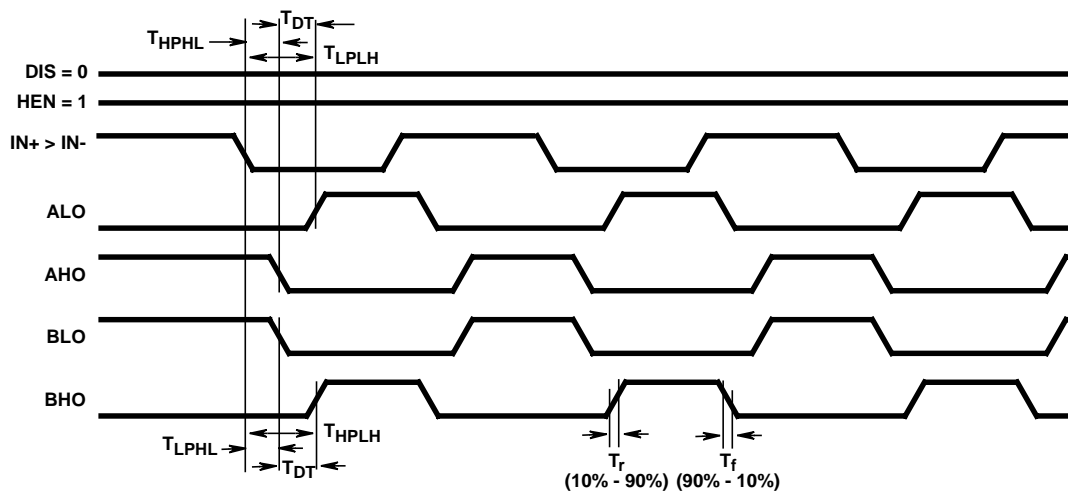 TDT
THPHL
TLPLH
DIS = 0
HEN = 1
IN+ > IN-
ALO
AHO
BLO
BHO
TLPHL
THPLH
TDT
Tr
(10% - 90%)
Tf
(90% - 10%)